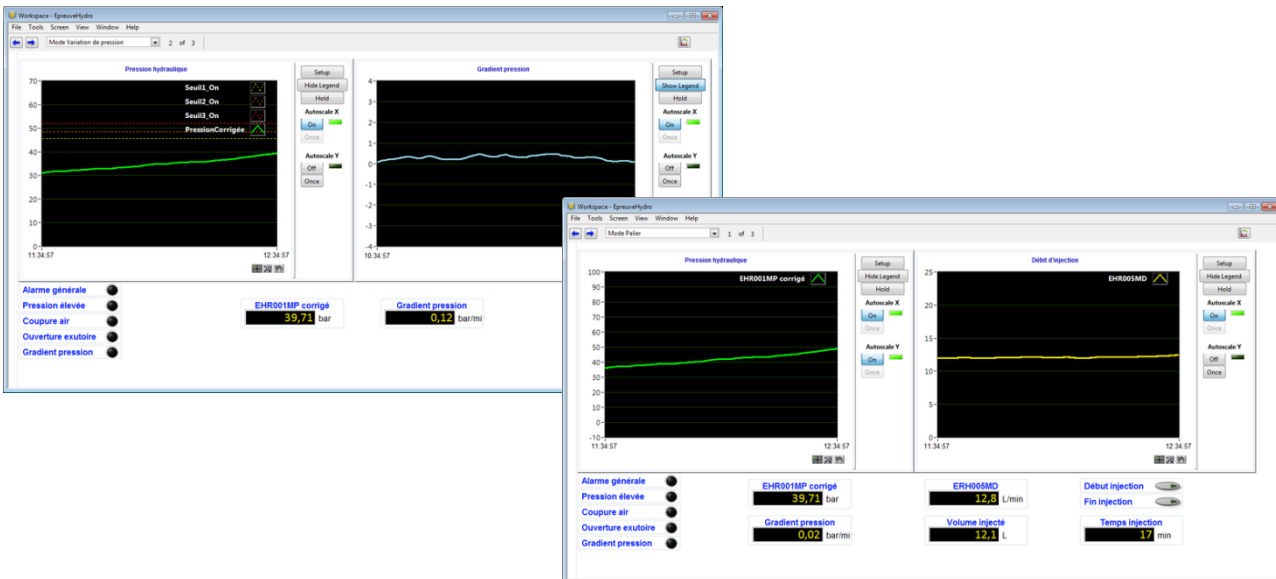 Workspace - EpreuveHydro
File Tools Screen View Window Help
Mode Variation de pression 2 of 3
Pression hydraulique
Seuil1_On
Seuil2_On
Seuil3_On
PressionCorrigée
70
60
50
40
30
20
10
0
11:34:57 12:34:57
Setup
Hide Legend
Hold
Autoscale X
On
Once
Autoscale Y
Off
Once
Gradient pression
4
3
2
1
0
-1
-2
-3
-4
10:34:57
Setup
Show Legend
Hold
Autoscale X
On
Once
Autoscale Y
Off
Once
Alarme générale
Pression élevée
Coupure air
Ouverture exutoire
Gradient pression
EHR001MP corrigé
39,71 bar
Gradient pression
0,12 bar/mi
Workspace - EpreuveHydro
File Tools Screen View Window Help
Mode Palier 1 of 3
Pression hydraulique
EHR001MP corrigé
100
90
80
70
60
50
40
30
20
10
0
-10
11:34:57 12:34:57
Setup
Hide Legend
Hold
Autoscale X
On
Once
Autoscale Y
On
Once
Débit d'injection
EHR005MD
25
20
15
10
5
0
11:34:57 12:34:57
Setup
Hide Legend
Hold
Autoscale X
On
Once
Autoscale Y
Off
Once
Alarme générale
Pression élevée
Coupure air
Ouverture exutoire
Gradient pression
EHR001MP corrigé
39,71 bar
Gradient pression
0,02 bar/mi
ERH005MD
12,8 L/min
Volume injecté
12,1 L
Début injection
Fin injection
Temps injection
17 min